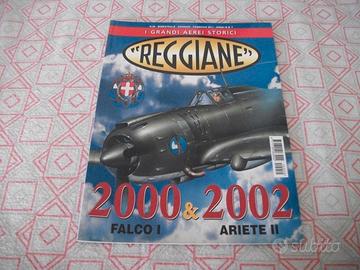 I GRANDI AEREI STORICI
"REGGIANE"
2000 & 2002
FALCO I ARIETE II
subito